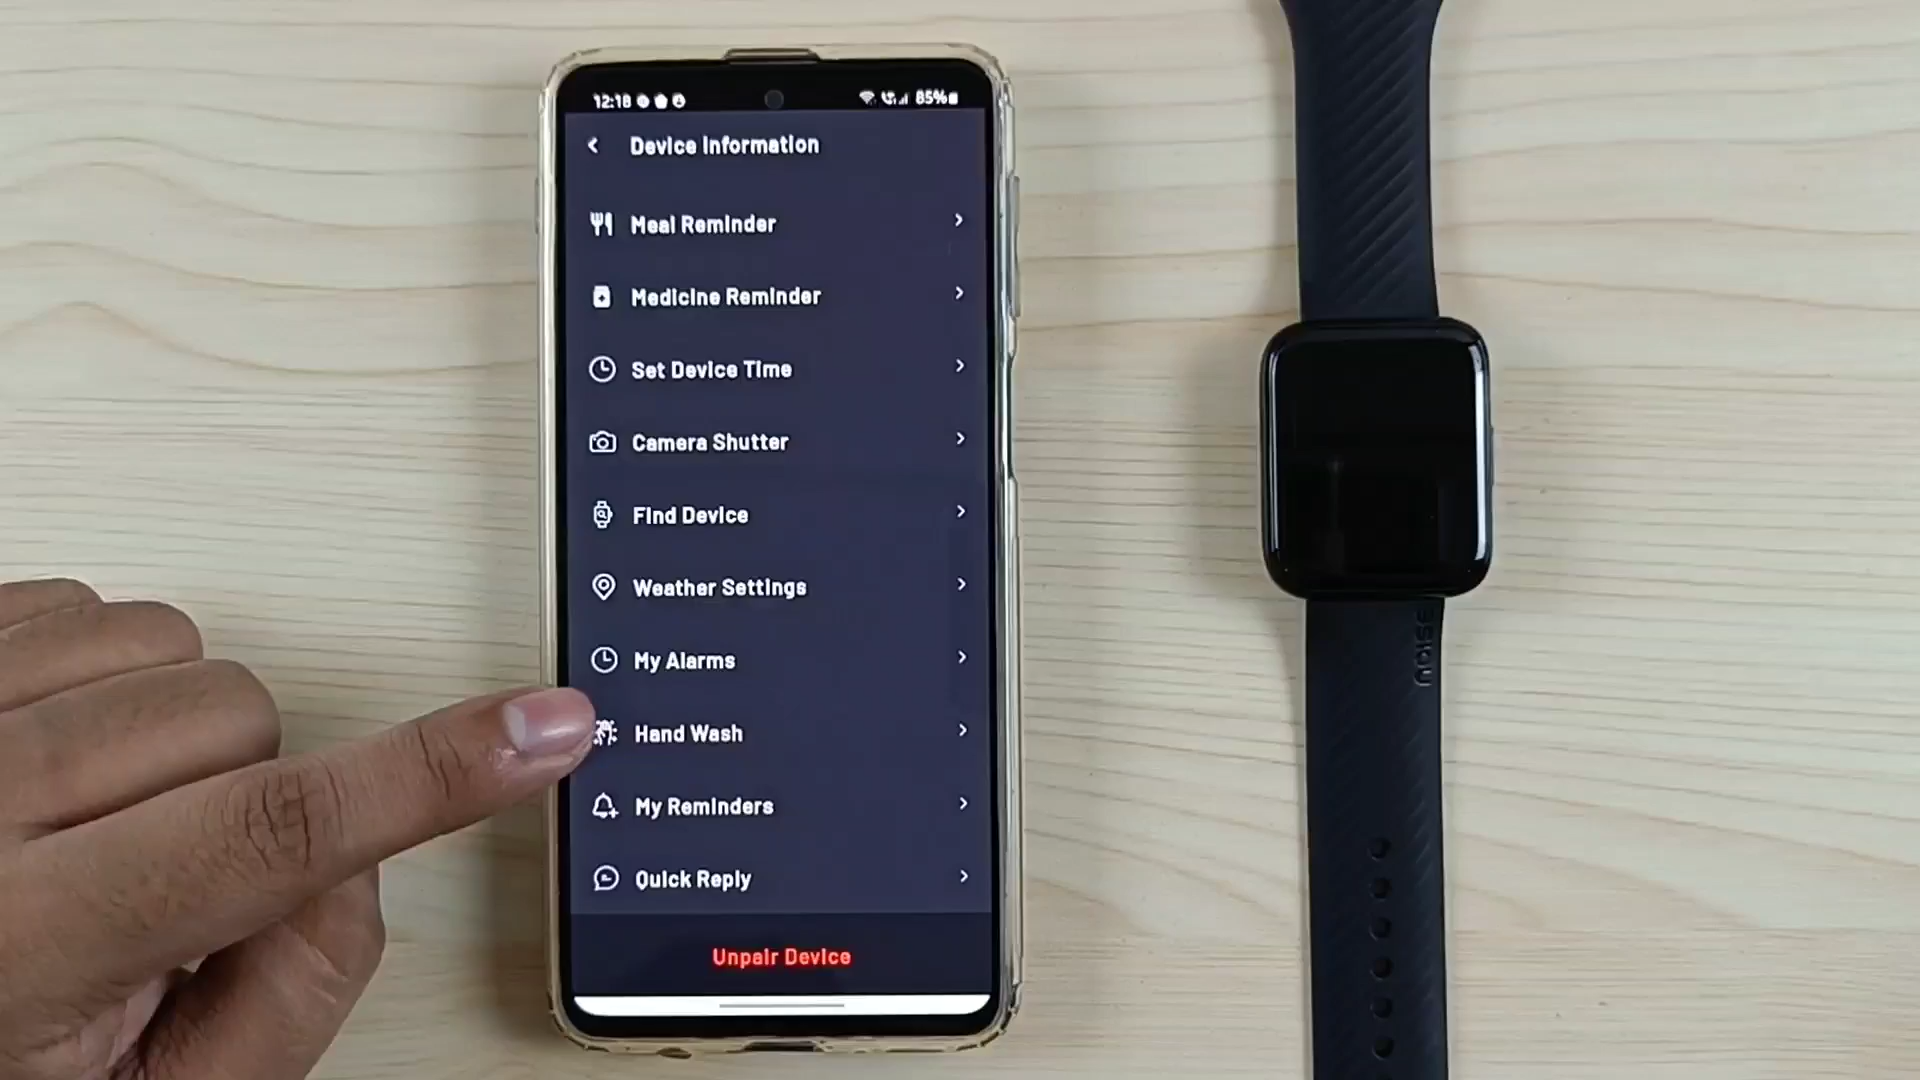 12:18 85%
Device Information
Meal Reminder
Medicine Reminder
Set Device Time
Camera Shutter
Find Device
Weather Settings
My Alarms
Hand Wash
My Reminders
Quick Reply
Unpair Device
noise